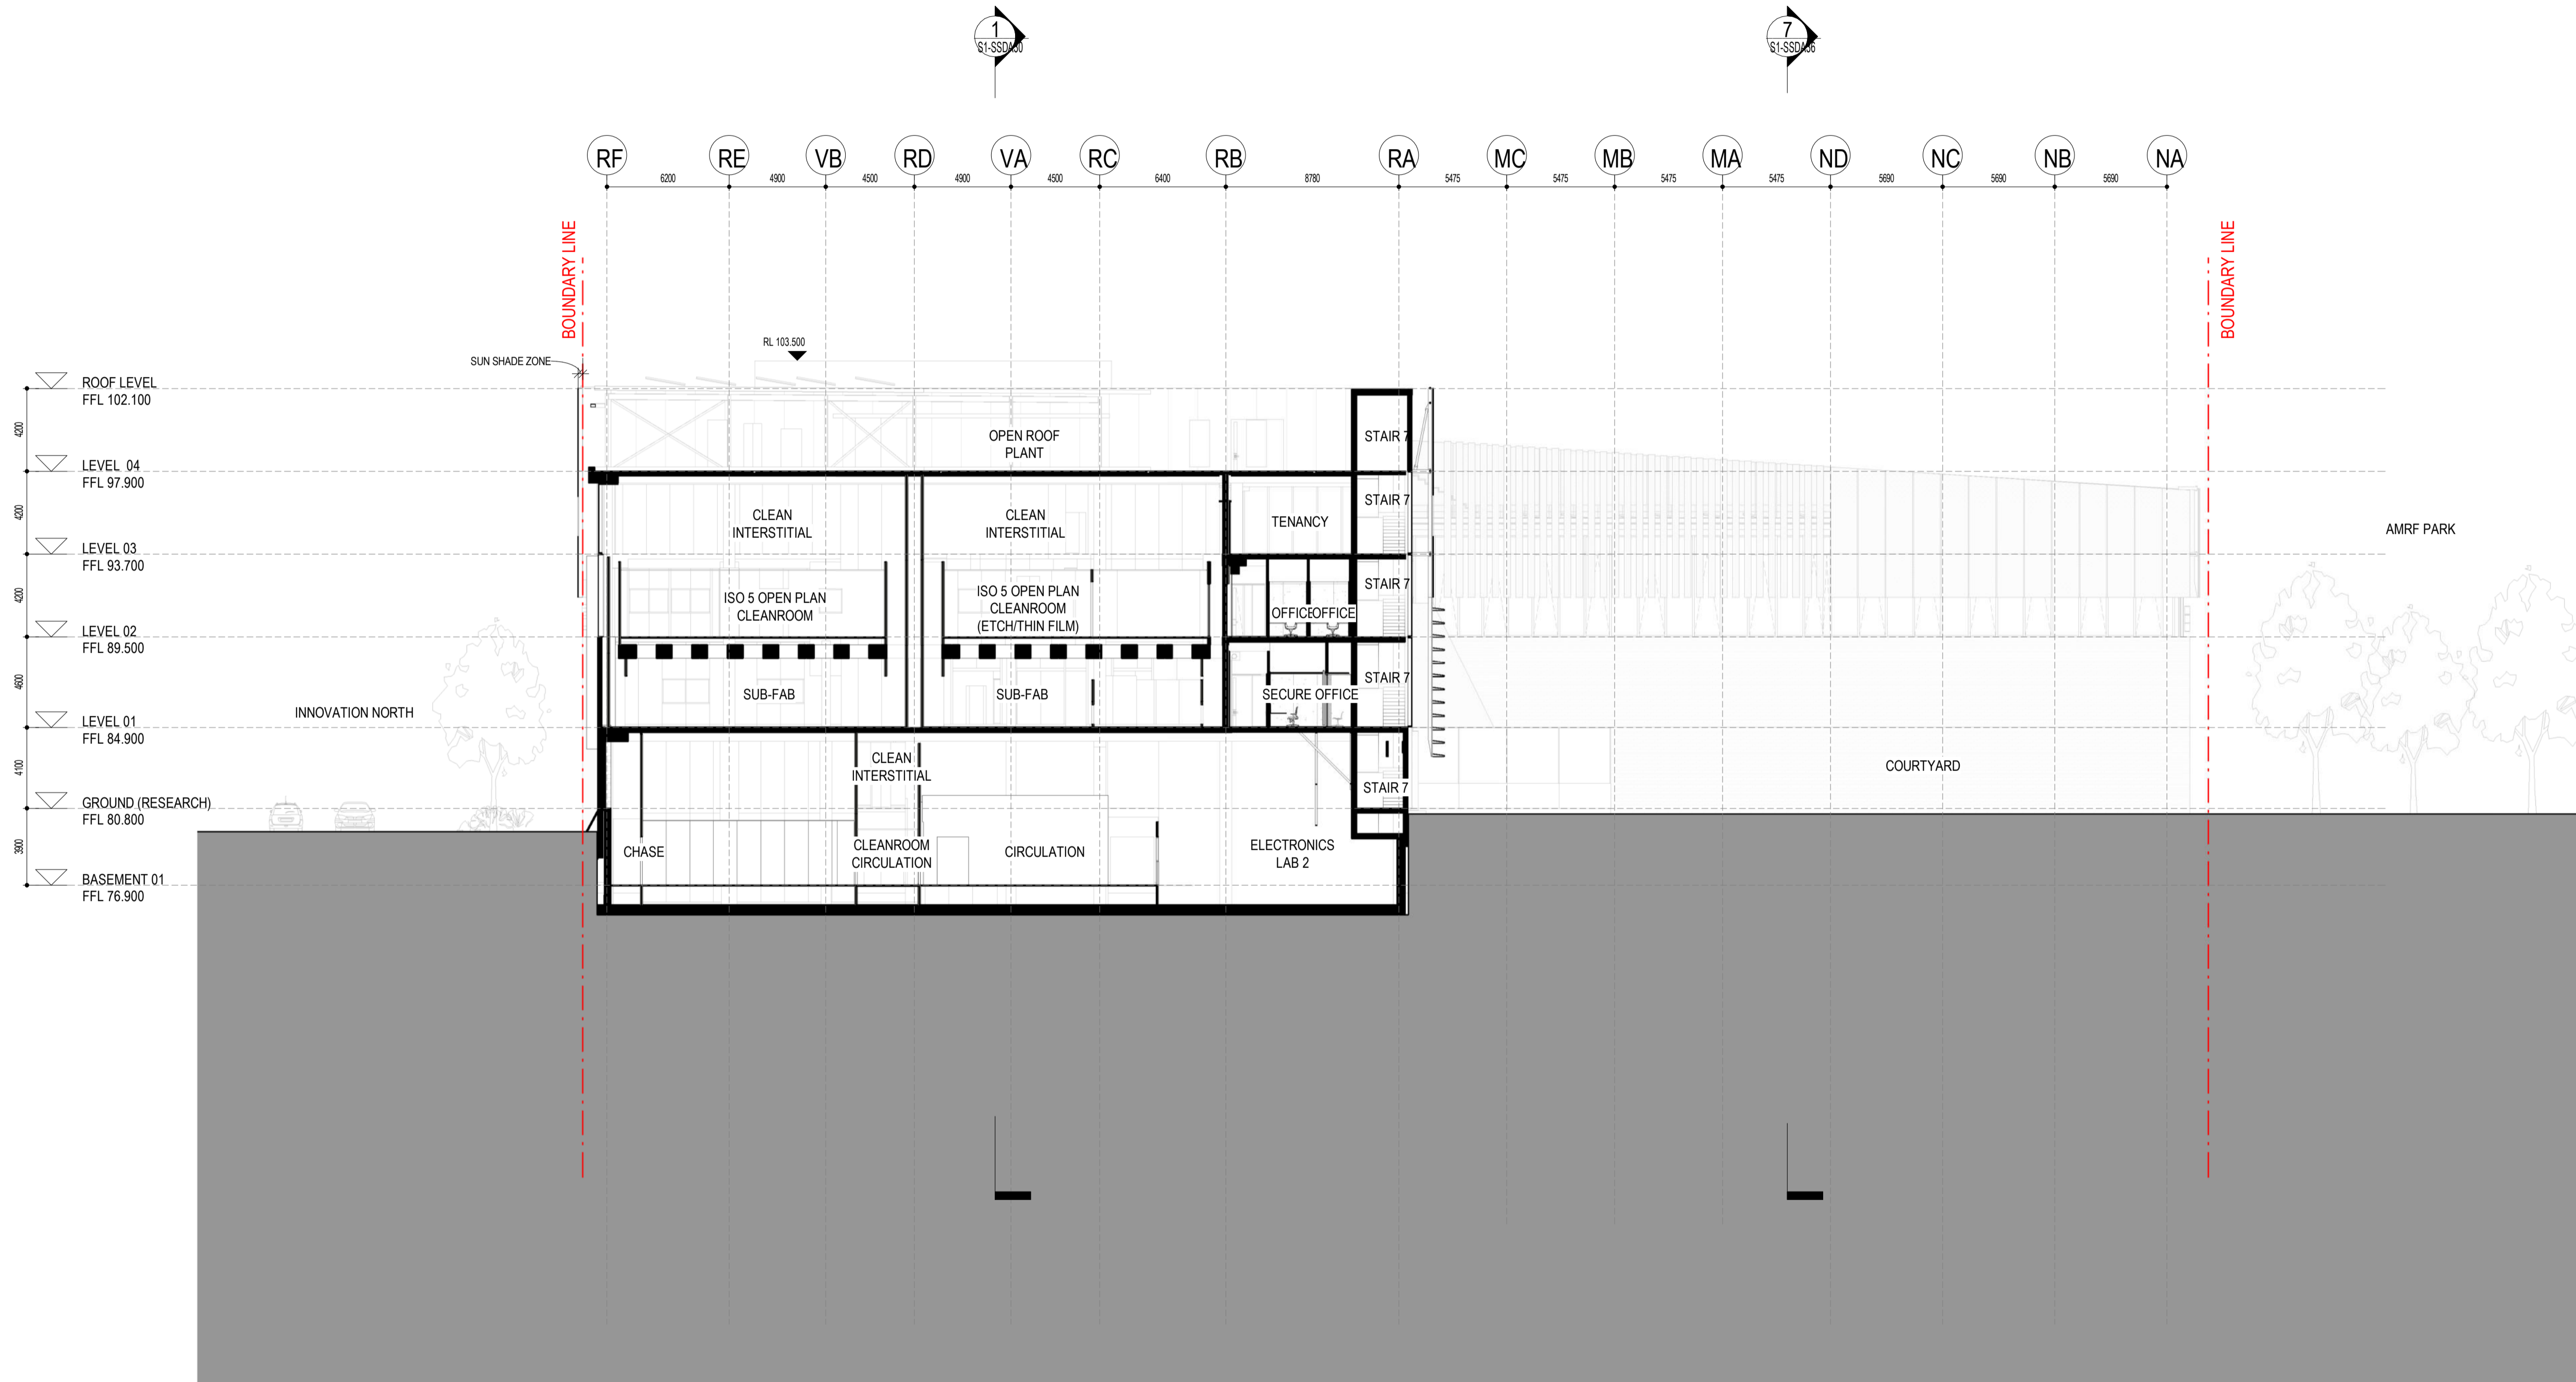 1
S1-SSDA30
7
S1-SSDA36
RF
RE
VB
RD
VA
RC
RB
RA
MC
MB
MA
ND
NC
NB
NA
6200
4900
4500
4900
4500
6400
8780
5475
5475
5475
5475
5690
5690
5690
BOUNDARY LINE
BOUNDARY LINE
RL 103.500
SUN SHADE ZONE
ROOF LEVEL
FFL 102.100
4200
OPEN ROOF
PLANT
STAIR 7
LEVEL 04
FFL 97.900
4200
CLEAN
INTERSTITIAL
CLEAN
INTERSTITIAL
TENANCY
STAIR 7
AMRF PARK
LEVEL 03
FFL 93.700
4200
ISO 5 OPEN PLAN
CLEANROOM
ISO 5 OPEN PLAN
CLEANROOM
(ETCH/THIN FILM)
OFFICE
OFFICE
STAIR 7
LEVEL 02
FFL 89.500
4600
SUB-FAB
SUB-FAB
SECURE OFFICE
STAIR 7
INNOVATION NORTH
LEVEL 01
FFL 84.900
4100
CLEAN
INTERSTITIAL
STAIR 7
COURTYARD
GROUND (RESEARCH)
FFL 80.800
3900
CHASE
CLEANROOM
CIRCULATION
CIRCULATION
ELECTRONICS
LAB 2
BASEMENT 01
FFL 76.900